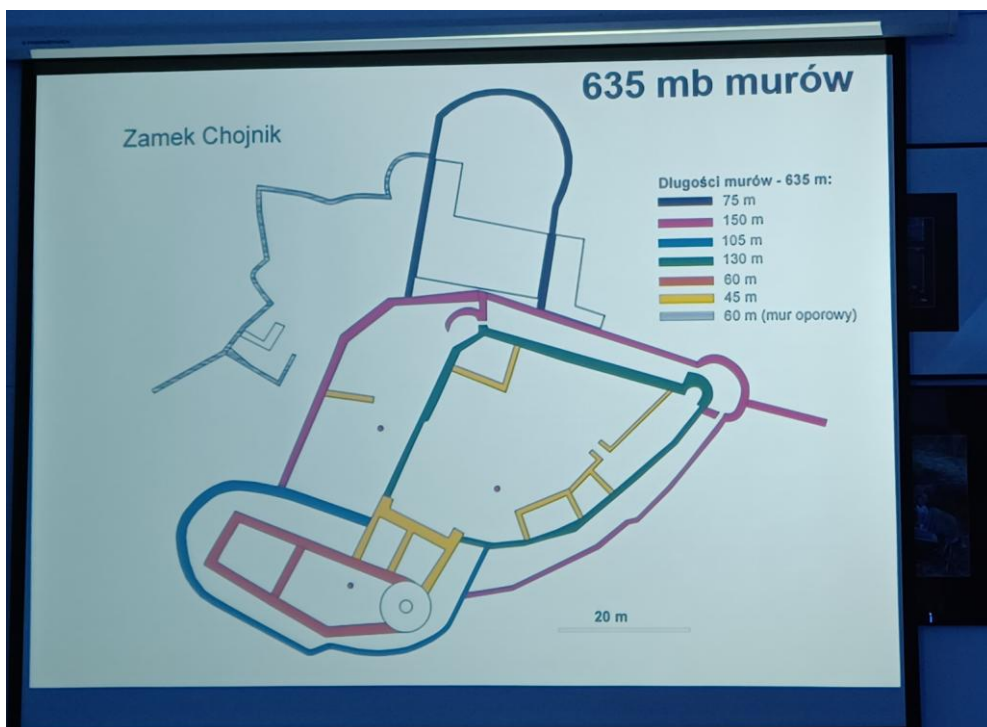 635 mb murów
Zamek Chojnik
Długości murów - 635 m:
75 m
150 m
105 m
130 m
60 m
45 m
60 m (mur oporowy)
20 m